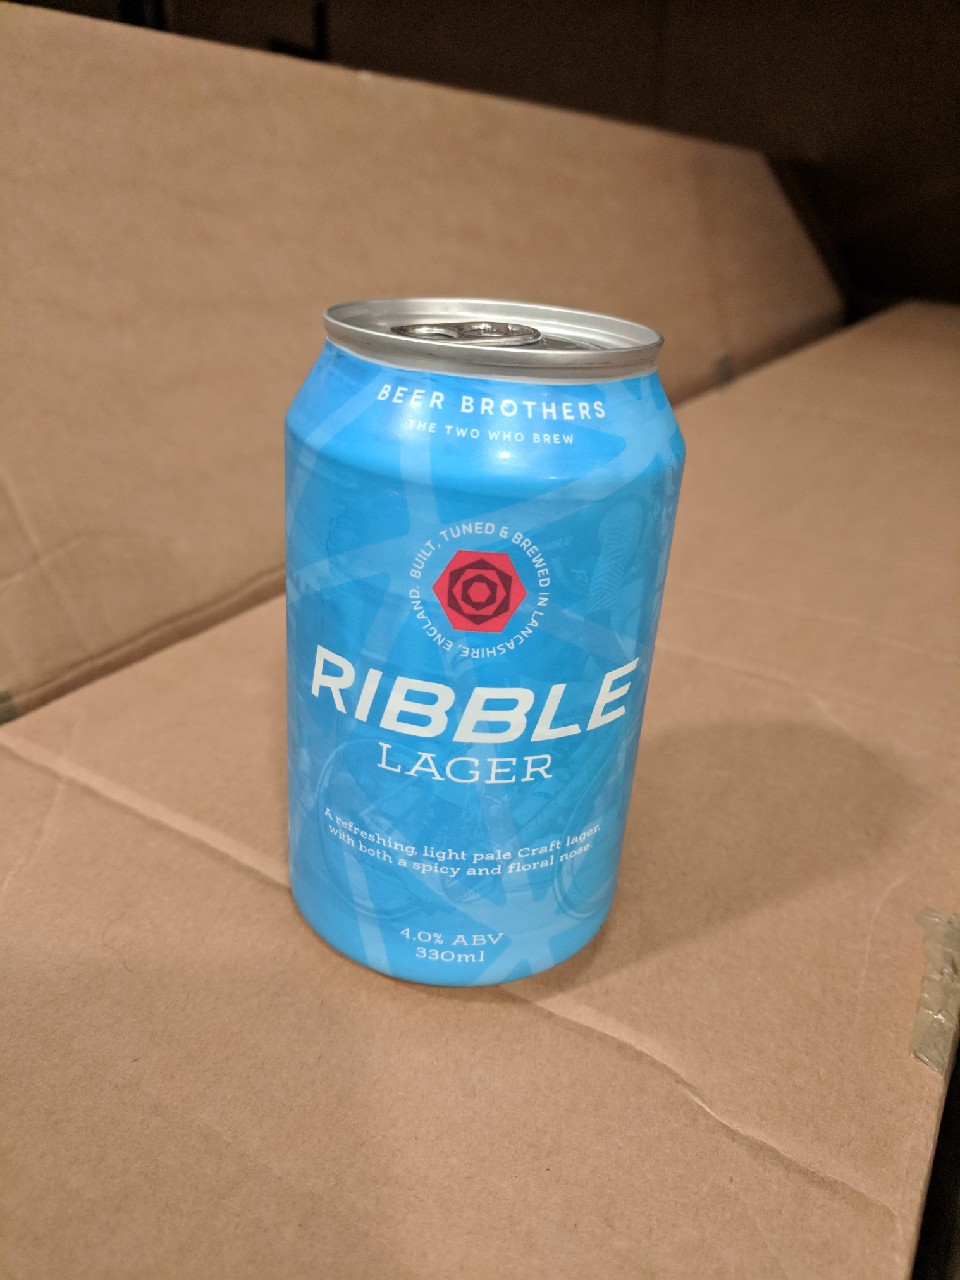 BEER BROTHERS
THE TWO WHO BREW
BUILT, TUNED & BREWED IN LANCASHIRE, ENGLAND.
RIBBLE
LAGER
A refreshing, light pale Craft lager,
with both a spicy and floral nose.
4.0% ABV
330ml